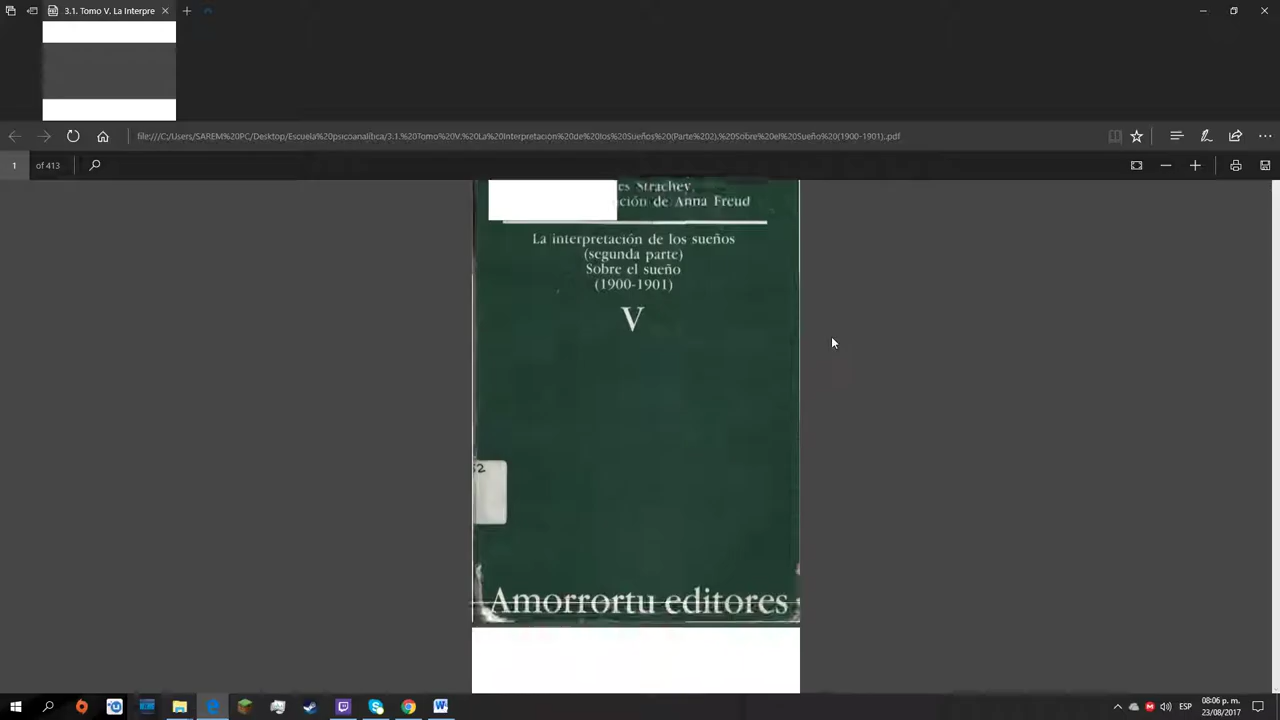 3.1. Tomo V. La Interpre
file:///C:/Users/SAREM%20PC/Desktop/Escuela%20psicoanalítica/3.1.%20Tomo%20V.%20La%20Interpretación%20de%20los%20Sueños%20(Parte%202).%20Sobre%20el%20Sueño%20(1900-1901)..pdf
1 of 413
es Strachey,
ción de Anna Freud
La interpretación de los sueños
(segunda parte)
Sobre el sueño
(1900-1901)
V
52
Amorrortu editores
ESP
08:06 p. m.
23/08/2017